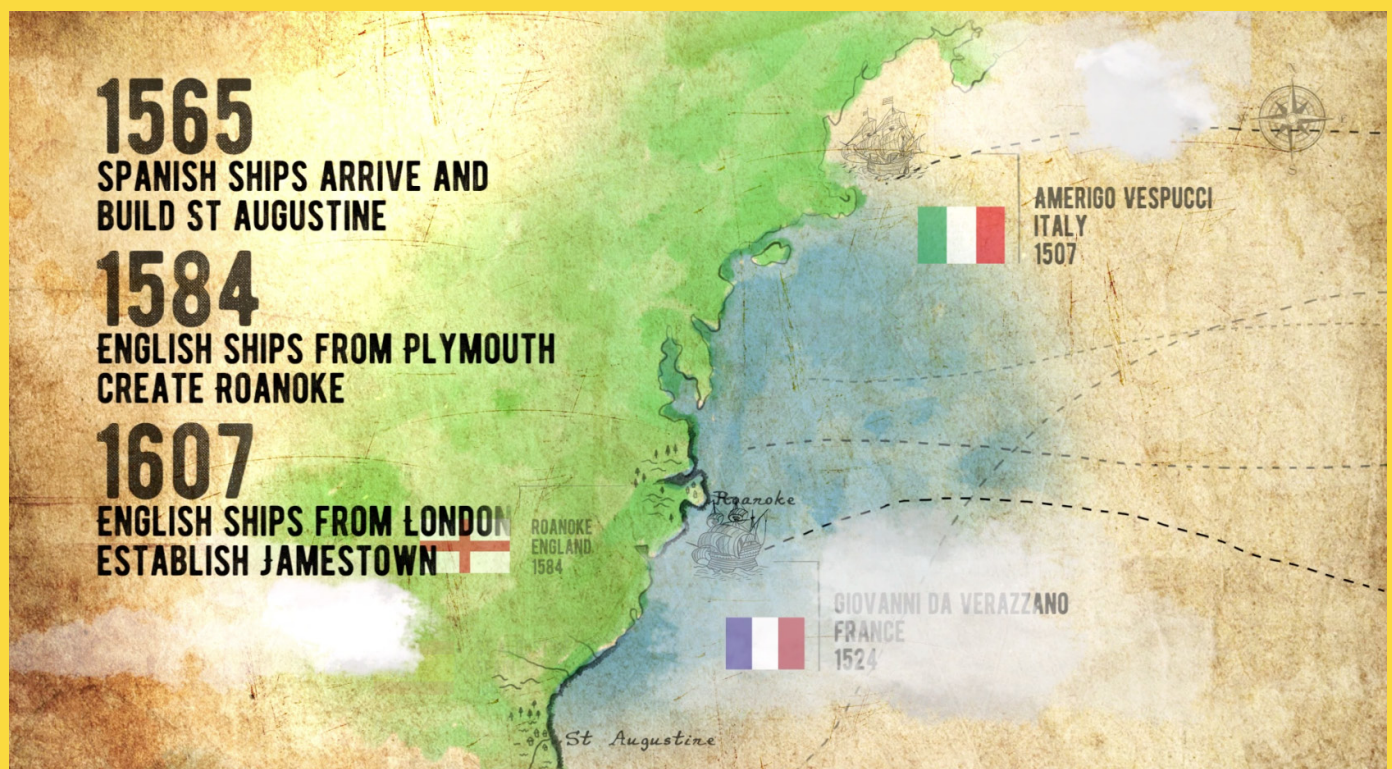 1565
SPANISH SHIPS ARRIVE AND
BUILD ST AUGUSTINE
1584
ENGLISH SHIPS FROM PLYMOUTH
CREATE ROANOKE
1607
ENGLISH SHIPS FROM LONDON
ESTABLISH JAMESTOWN
AMERIGO VESPUCCI
ITALY
1507
Roanoke
ROANOKE
ENGLAND
1584
GIOVANNI DA VERAZZANO
FRANCE
1524
St Augustine